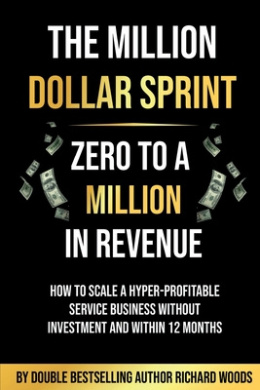 THE MILLION
DOLLAR SPRINT
ZERO TO A
MILLION
IN REVENUE
HOW TO SCALE A HYPER-PROFITABLE
SERVICE BUSINESS WITHOUT
INVESTMENT AND WITHIN 12 MONTHS
BY DOUBLE BESTSELLING AUTHOR RICHARD WOODS